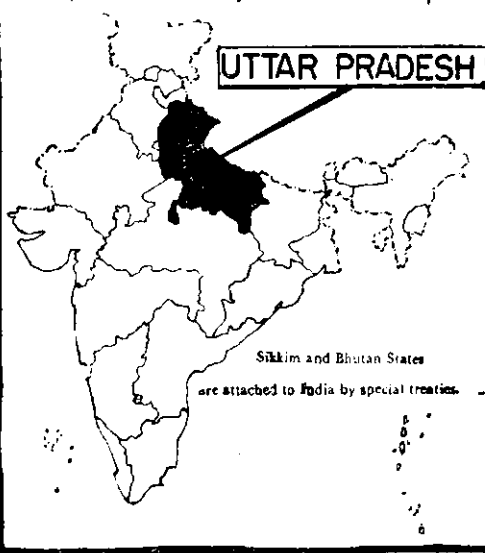 UTTAR PRADESH
Sikkim and Bhutan States
are attached to India by special treaties.